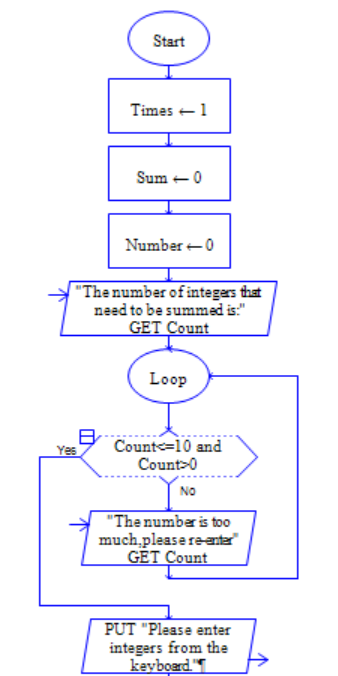 Start
Times ← 1
Sum ← 0
Number ← 0
"The number of integers that
need to be summed is:"
GET Count
Loop
Count<=10 and
Count>0
Yes
No
"The number is too
much,please re-enter"
GET Count
PUT "Please enter
integers from the
keyboard."¶